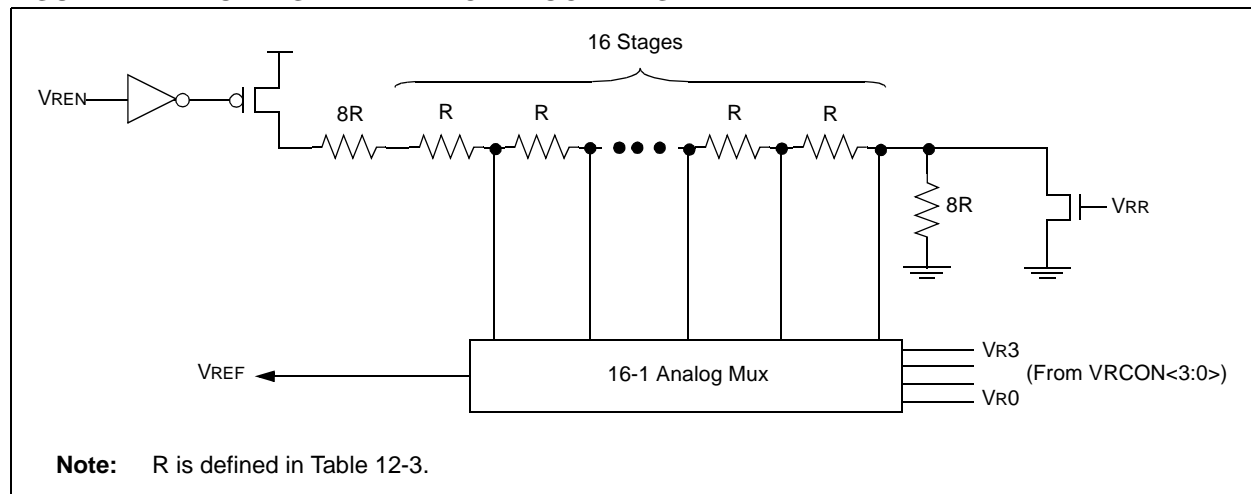 16 Stages
VREN
8R
R
R
R
R
8R
VRR
VREF
16-1 Analog Mux
VR3
(From VRCON<3:0>)
VR0
Note: R is defined in Table 12-3.